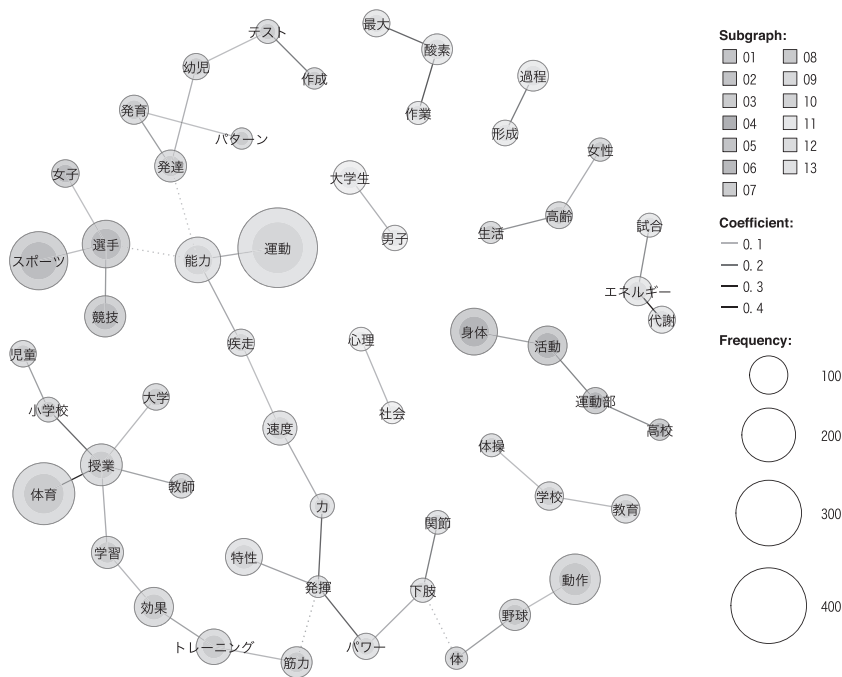 テスト
最大
酸素
幼児
作成
過程
発育
作業
パターン
形成
発達
女性
女子
大学生
高齢
試合
生活
男子
選手
運動
スポーツ
能力
エネルギー
代謝
競技
身体
活動
疾走
心理
児童
大学
運動部
小学校
社会
速度
高校
体操
授業
教師
体育
学校
教育
力
関節
学習
特性
動作
発揮
下肢
効果
野球
トレーニング
パワー
体
筋力
Subgraph:
01 08
02 09
03 10
04 11
05 12
06 13
07
Coefficient:
0. 1
0. 2
0. 3
0. 4
Frequency:
100
200
300
400